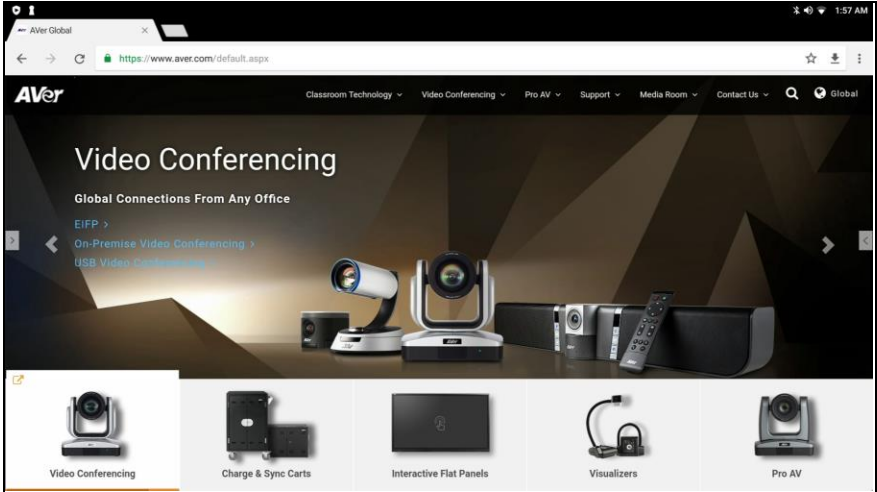 1:57 AM
AVer Global
https://www.aver.com/default.aspx
AVer
Classroom Technology Video Conferencing Pro AV Support Media Room Contact Us Global
Video Conferencing
Global Connections From Any Office
EIFP >
On-Premise Video Conferencing >
USB Video Conferencing >
AVer
Video Conferencing Charge & Sync Carts Interactive Flat Panels Visualizers Pro AV